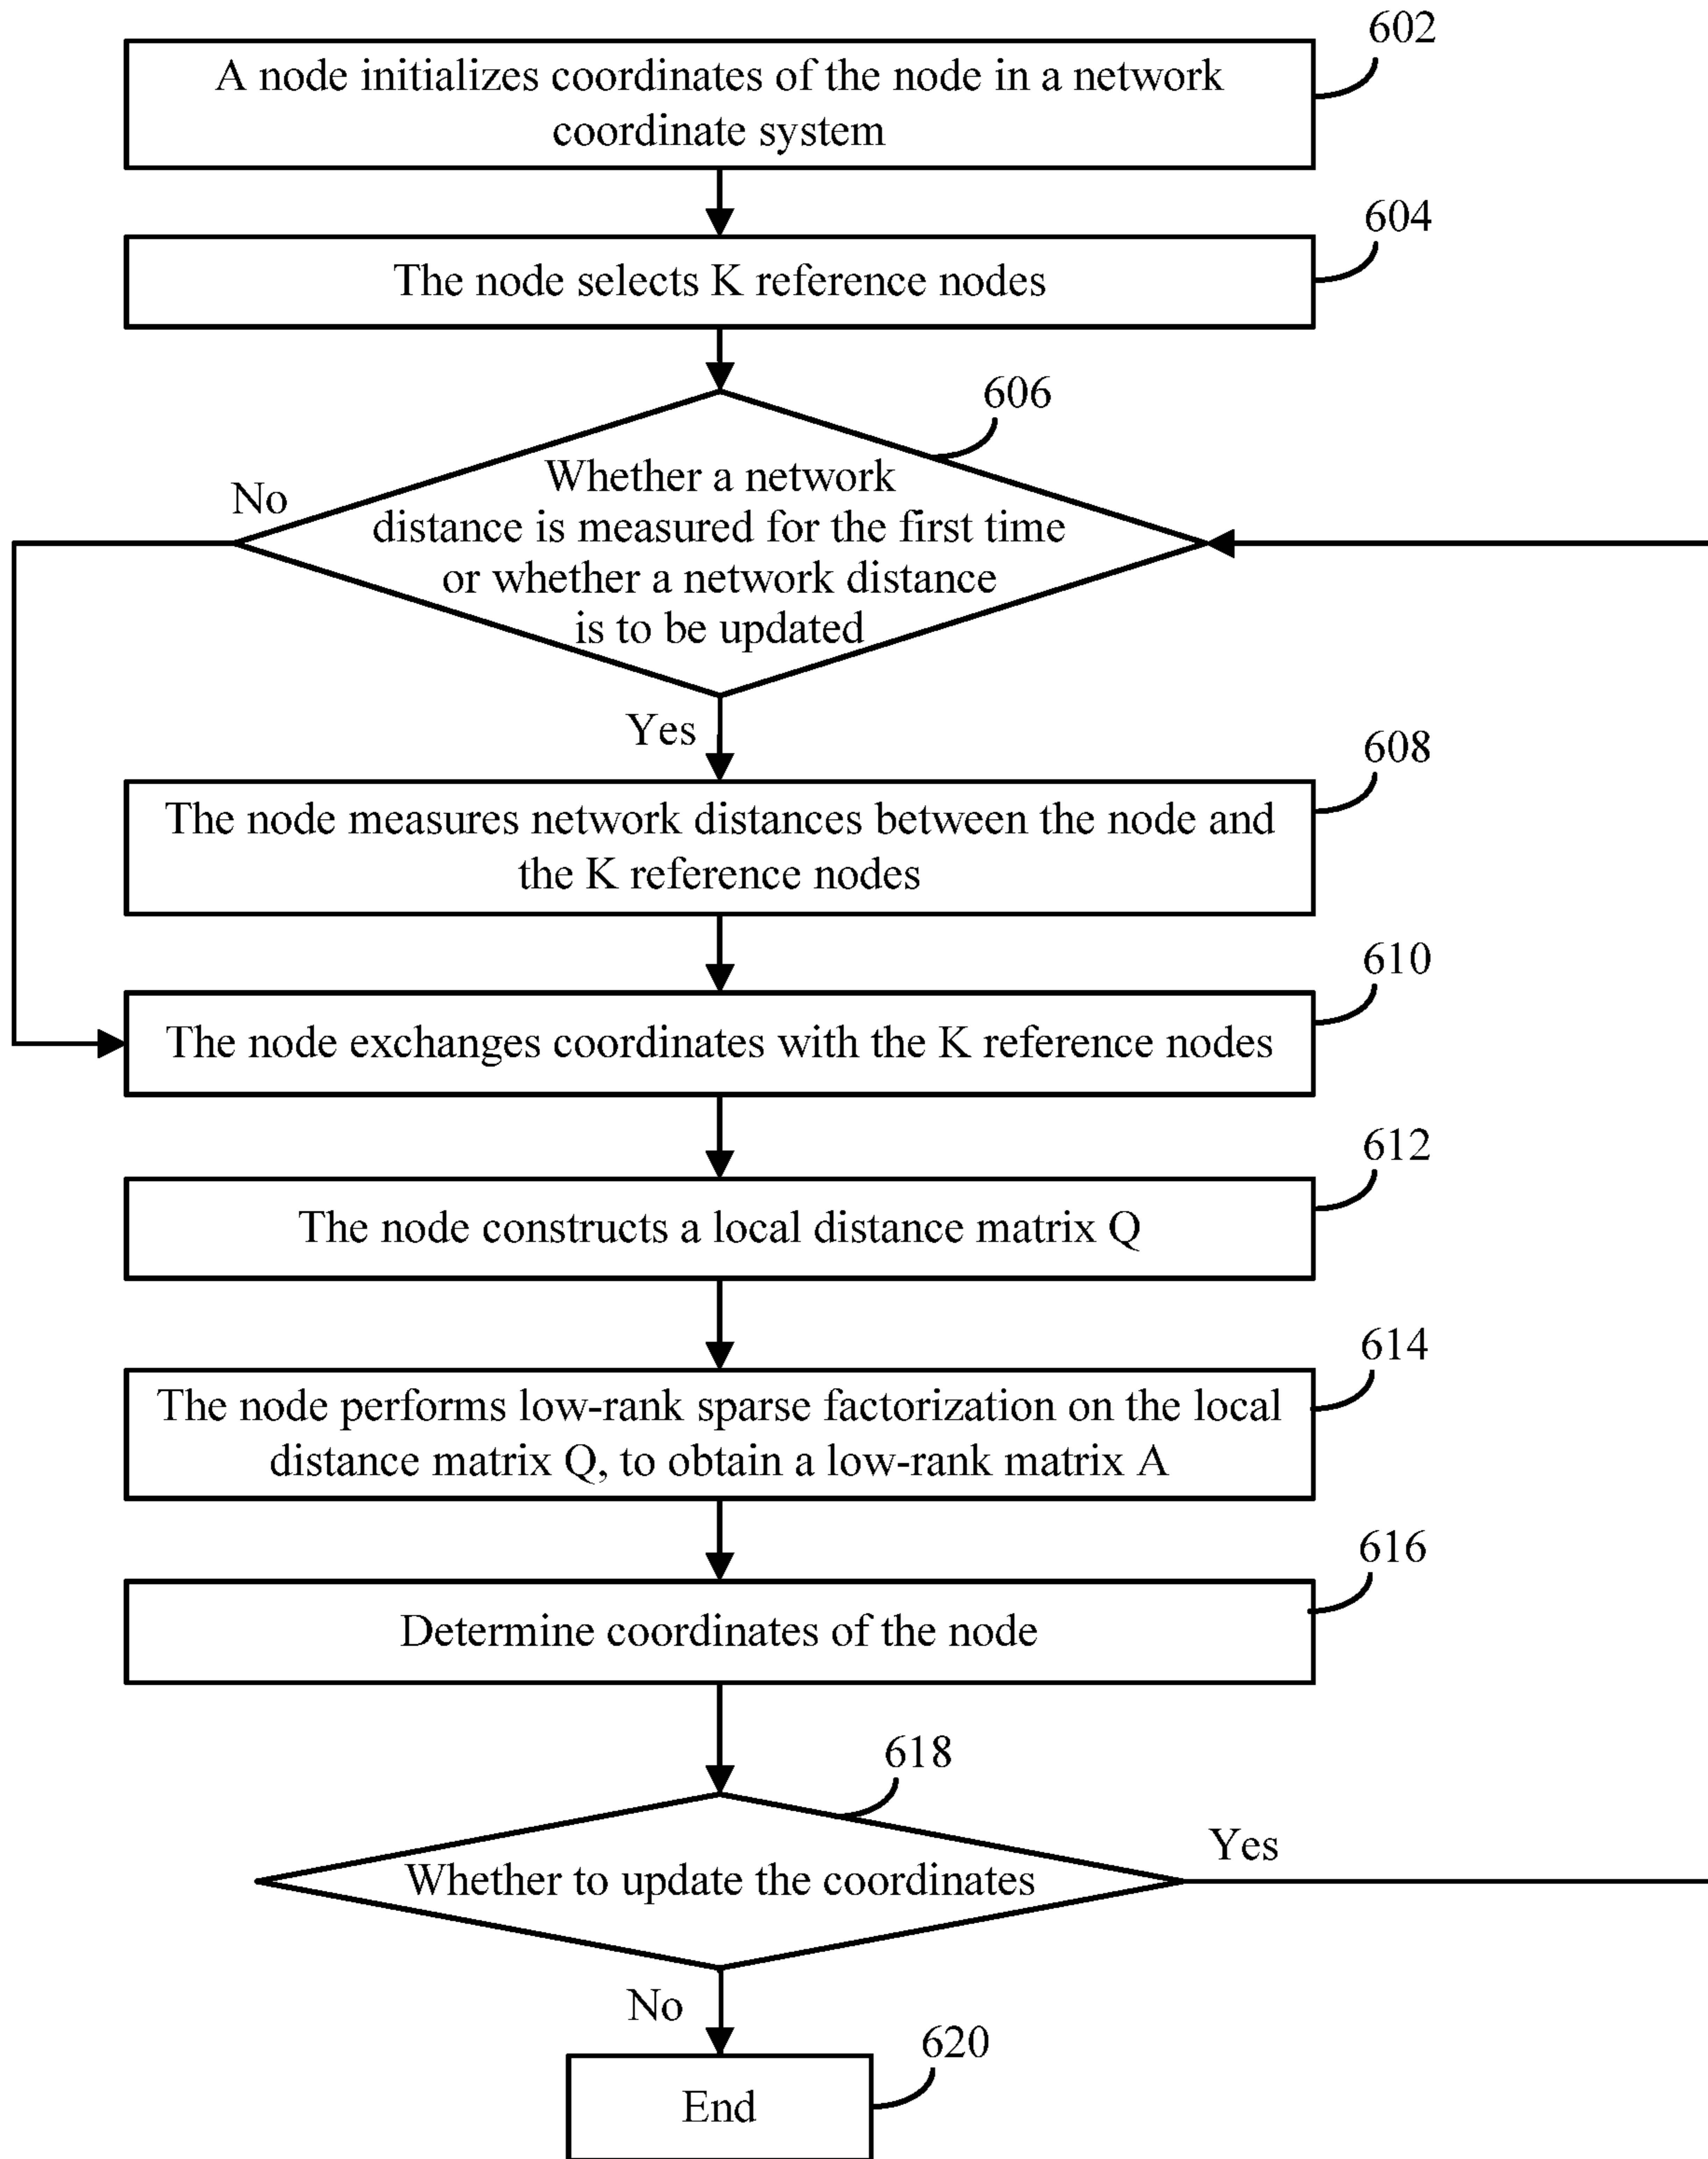 602
A node initializes coordinates of the node in a network
coordinate system
604
The node selects K reference nodes
606
Whether a network
distance is measured for the first time
or whether a network distance
is to be updated
No
Yes
608
The node measures network distances between the node and
the K reference nodes
610
The node exchanges coordinates with the K reference nodes
612
The node constructs a local distance matrix Q
614
The node performs low-rank sparse factorization on the local
distance matrix Q, to obtain a low-rank matrix A
616
Determine coordinates of the node
618
Whether to update the coordinates
Yes
No
620
End